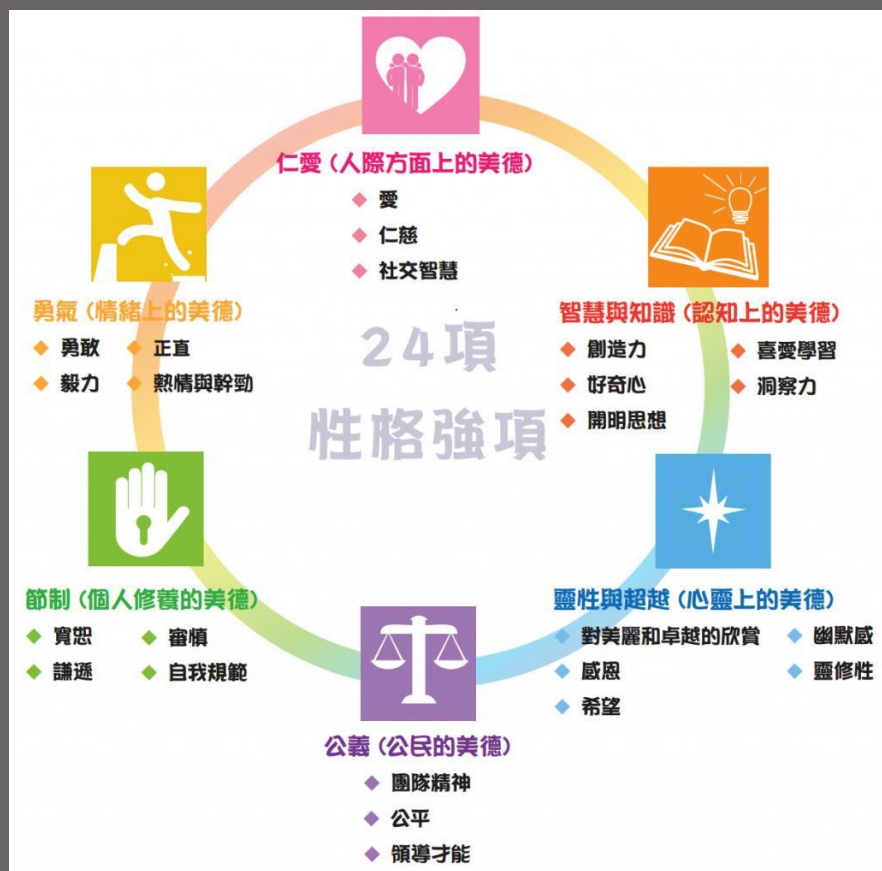 仁愛 (人際方面上的美德)
◆ 愛
◆ 仁慈
◆ 社交智慧
勇氣 (情緒上的美德)
◆ 勇敢 ◆ 正直
◆ 毅力 ◆ 熱情與幹勁
智慧與知識 (認知上的美德)
◆ 創造力 ◆ 喜愛學習
◆ 好奇心 ◆ 洞察力
◆ 開明思想
24項
性格強項
節制 (個人修養的美德)
◆ 寬恕 ◆ 審慎
◆ 謙遜 ◆ 自我規範
靈性與超越 (心靈上的美德)
◆ 對美麗和卓越的欣賞 ◆ 幽默感
◆ 感恩 ◆ 靈修性
◆ 希望
公義 (公民的美德)
◆ 團隊精神
◆ 公平
◆ 領導才能